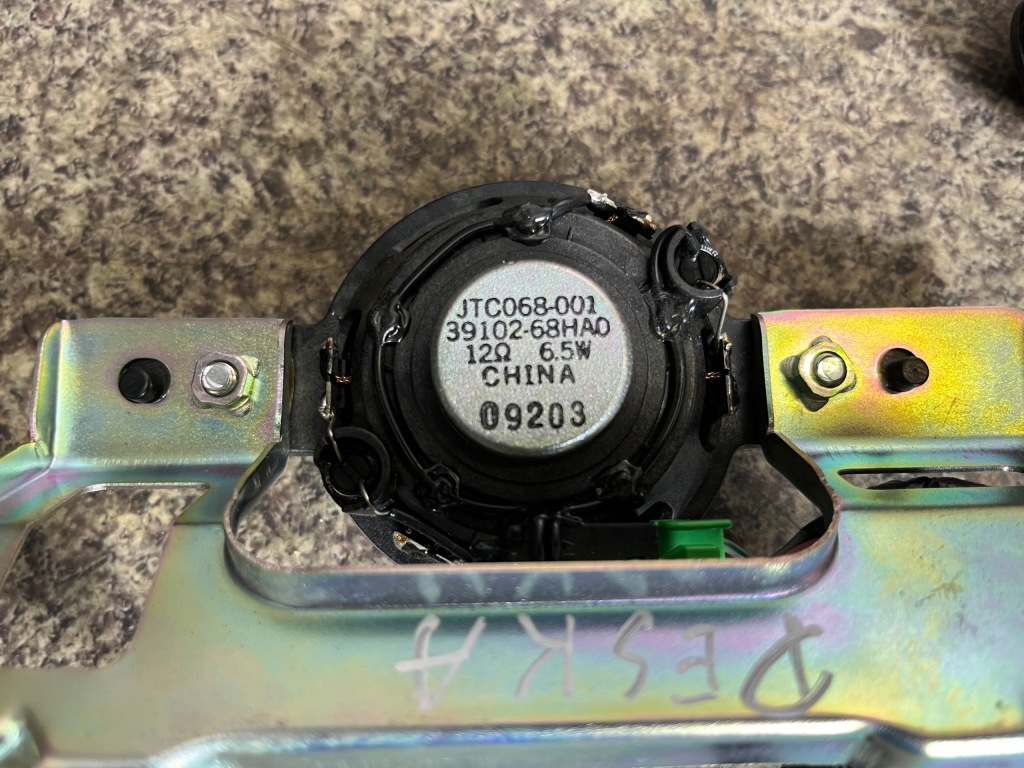 JTC068-001
39102-68HA0
12Ω 6.5W
CHINA
09203
DESKA